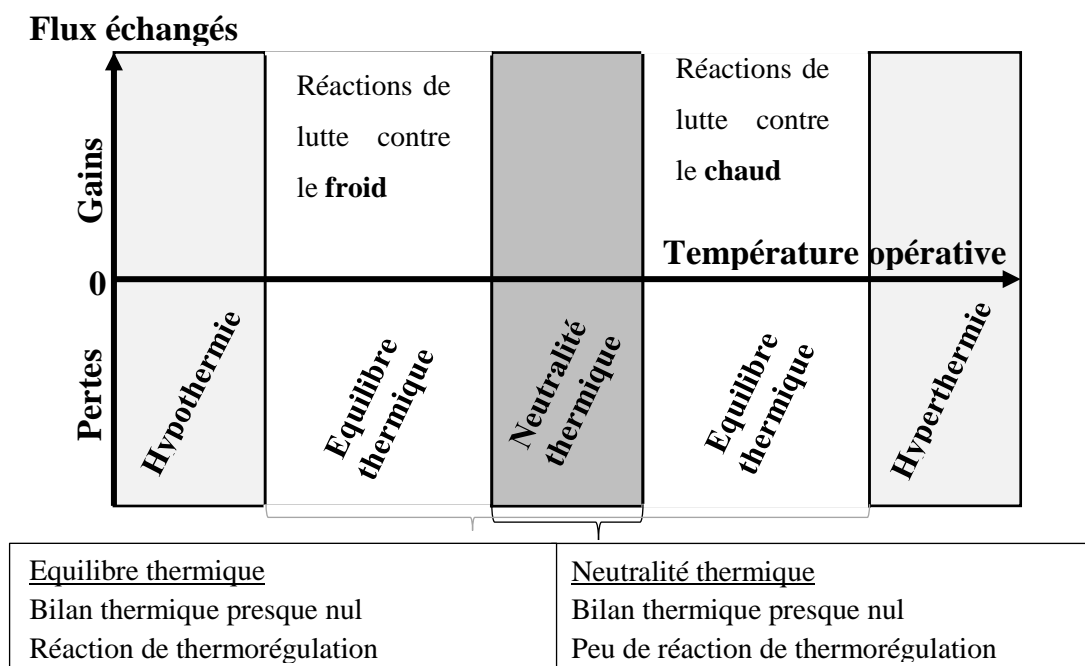 Flux échangés
Réactions de
lutte contre
le froid
Réactions de
lutte contre
le chaud
Gains
Température opérative
0
Pertes
Hypothermie
Equilibre
thermique
Neutralité
thermique
Equilibre
thermique
Hyperthermie
Equilibre thermique
Bilan thermique presque nul
Réaction de thermorégulation
Neutralité thermique
Bilan thermique presque nul
Peu de réaction de thermorégulation